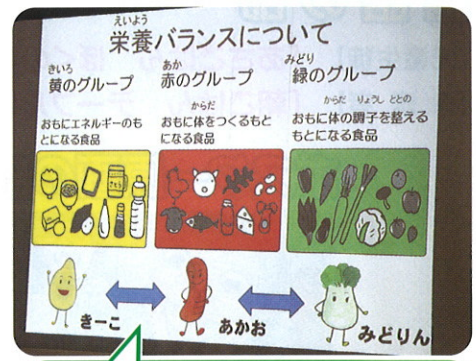 えいよう
栄養バランスについて
きいろ
黄のグループ
おもにエネルギーのも
とになる食品
あか
赤のグループ
からだ
おもに体をつくるもと
になる食品
みどり
緑のグループ
からだ りょうし ととの
おもに体の調子を整える
もとになる食品
きーこ
あかお
みどりん